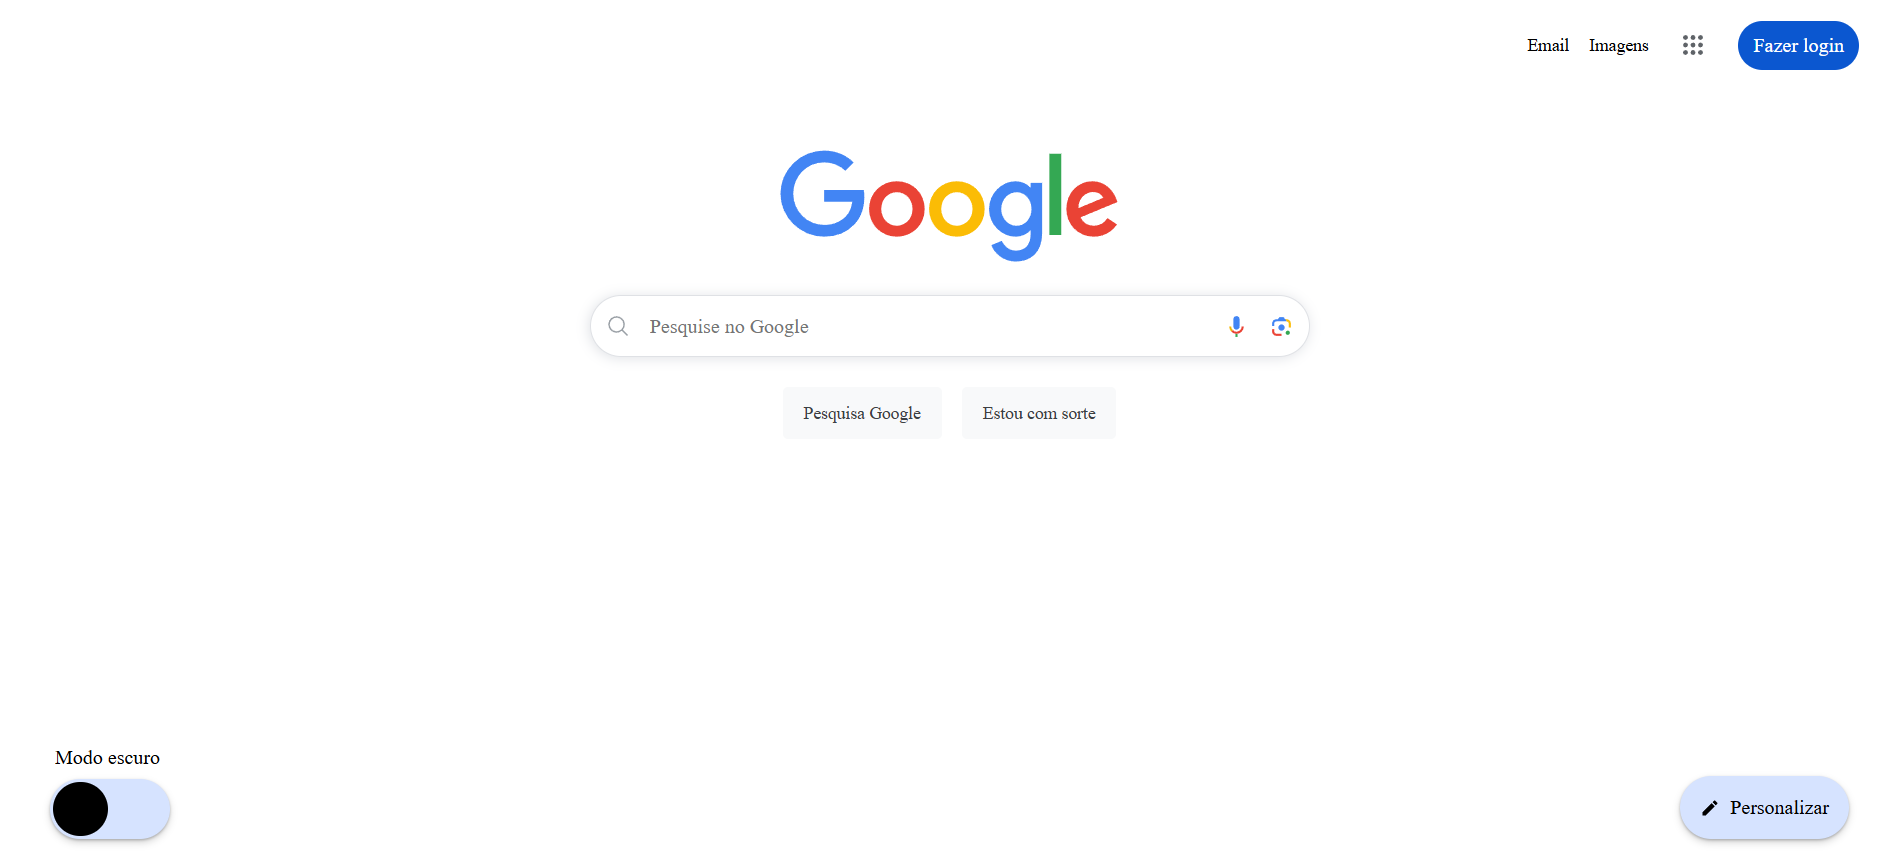 Email Imagens Fazer login
Google
Pesquise no Google
Pesquisa Google Estou com sorte
Modo escuro
Personalizar